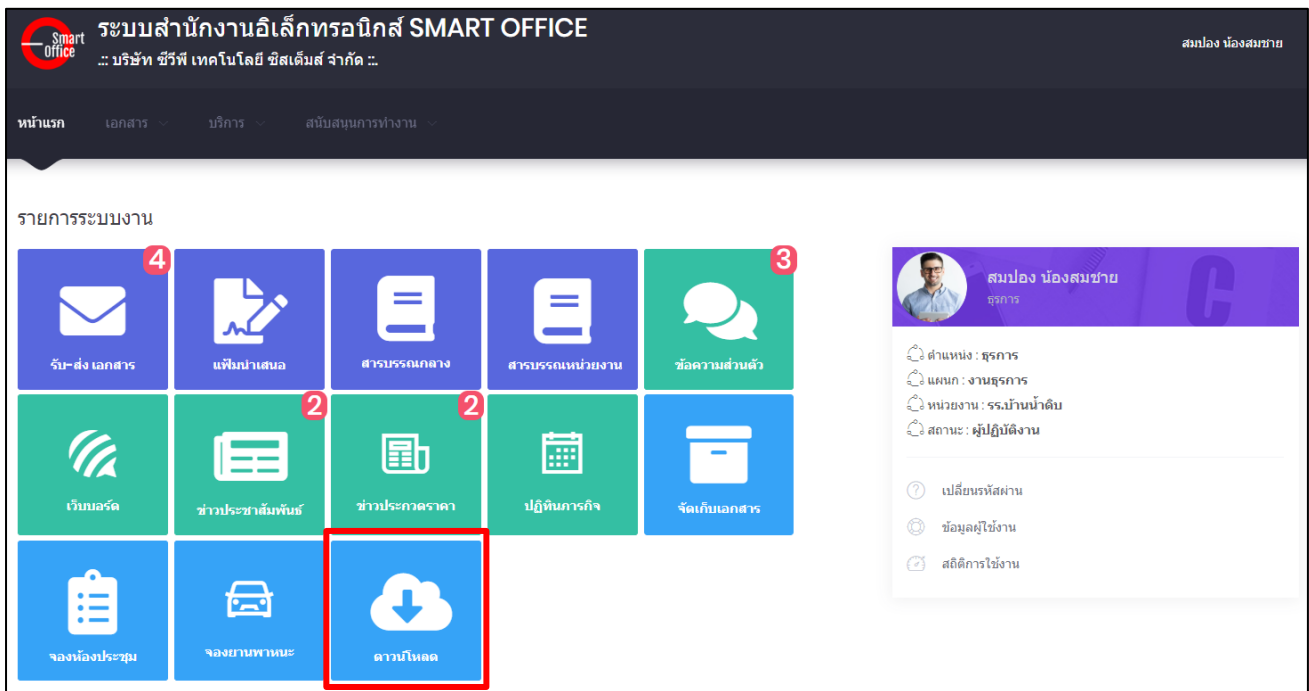 Smart
Office
ระบบสำนักงานอิเล็กทรอนิกส์ SMART OFFICE
.:: บริษัท ซีวีพี เทคโนโลยี ซิสเต็มส์ จำกัด ::.
สมปอง น้องสมชาย
หน้าแรก เอกสาร บริการ สนับสนุนการทำงาน
รายการระบบงาน
4
3
รับ-ส่ง เอกสาร
แฟ้มนำเสนอ
สารบรรณกลาง
สารบรรณหน่วยงาน
ข้อความส่วนตัว
2
2
เว็บบอร์ด
ข่าวประชาสัมพันธ์
ข่าวประกวดราคา
ปฏิทินภารกิจ
จัดเก็บเอกสาร
จองห้องประชุม
จองยานพาหนะ
ดาวน์โหลด
สมปอง น้องสมชาย
ธุรการ
C
ตำแหน่ง : ธุรการ
แผนก : งานธุรการ
หน่วยงาน : รร.บ้านน้ำดิบ
สถานะ : ผู้ปฏิบัติงาน
เปลี่ยนรหัสผ่าน
ข้อมูลผู้ใช้งาน
สถิติการใช้งาน